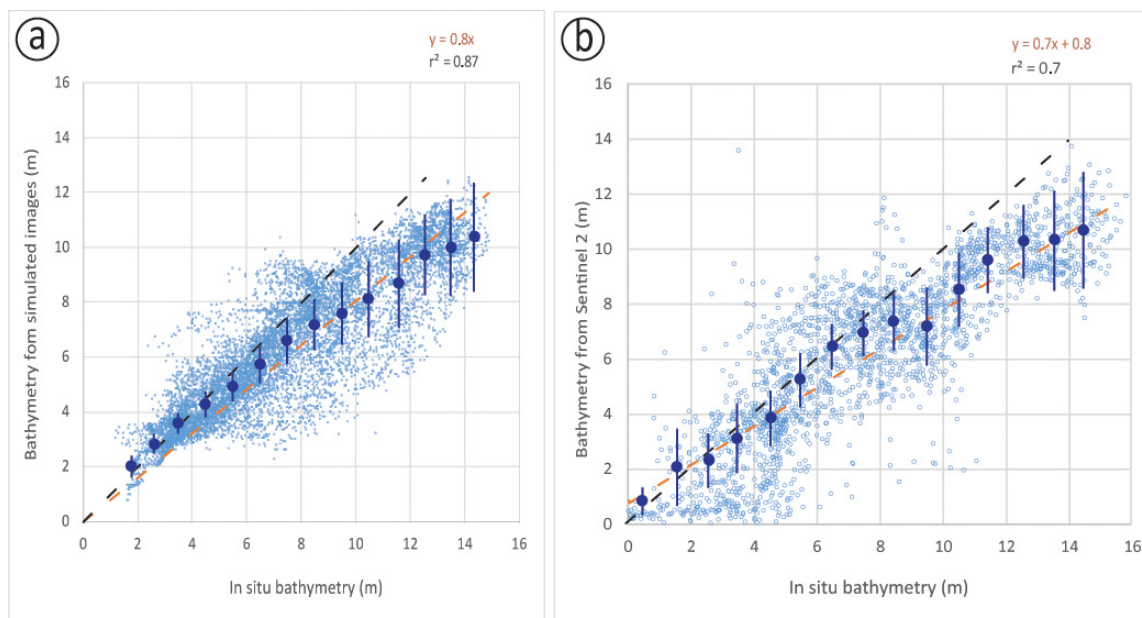 a
y = 0.8x
r² = 0.87
16
14
12
10
8
6
4
2
0
0 2 4 6 8 10 12 14 16
Bathymetry fom simulated images (m)
In situ bathymetry (m)
b
y = 0.7x + 0.8
r² = 0.7
16
14
12
10
8
6
4
2
0
0 2 4 6 8 10 12 14 16
Bathymetry from Sentinel 2 (m)
In situ bathymetry (m)